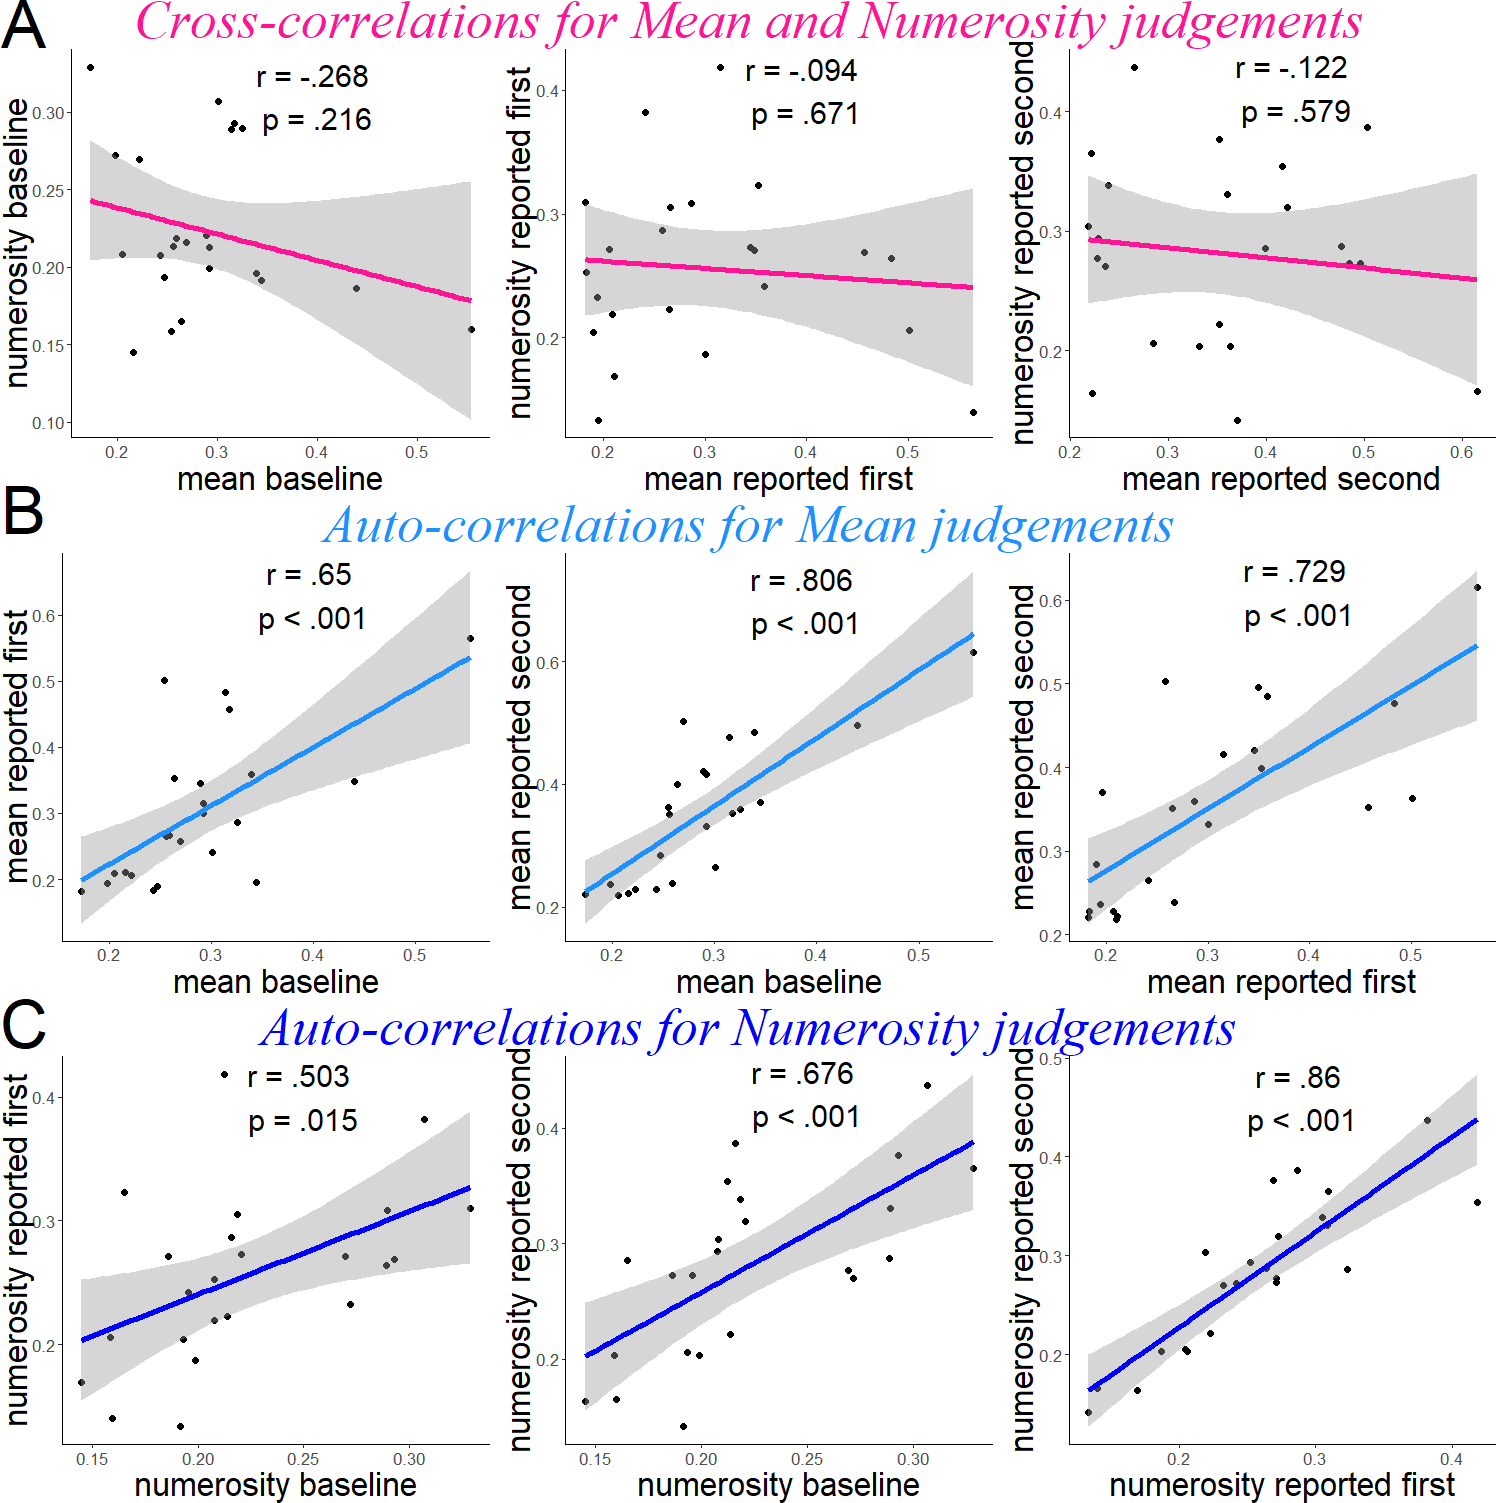 A
Cross-correlations for Mean and Numerosity judgements
numerosity baseline
r = -.268
p = .216
0.30
0.25
0.20
0.15
0.10
0.2 0.3 0.4 0.5
mean baseline
numerosity reported first
r = -.094
p = .671
0.4
0.3
0.2
0.2 0.3 0.4 0.5
mean reported first
numerosity reported second
r = -.122
p = .579
0.4
0.3
0.2
0.2 0.3 0.4 0.5 0.6
mean reported second
B
Auto-correlations for Mean judgements
mean reported first
r = .65
p < .001
0.6
0.5
0.4
0.3
0.2
0.2 0.3 0.4 0.5
mean baseline
mean reported second
r = .806
p < .001
0.6
0.4
0.2
0.2 0.3 0.4 0.5
mean baseline
mean reported second
r = .729
p < .001
0.6
0.5
0.4
0.3
0.2
0.2 0.3 0.4 0.5
mean reported first
C
Auto-correlations for Numerosity judgements
numerosity reported first
r = .503
p = .015
0.4
0.3
0.2
0.15 0.20 0.25 0.30
numerosity baseline
numerosity reported second
r = .676
p < .001
0.4
0.3
0.2
0.15 0.20 0.25 0.30
numerosity baseline
numerosity reported second
r = .86
p < .001
0.5
0.4
0.3
0.2
0.2 0.3 0.4
numerosity reported first